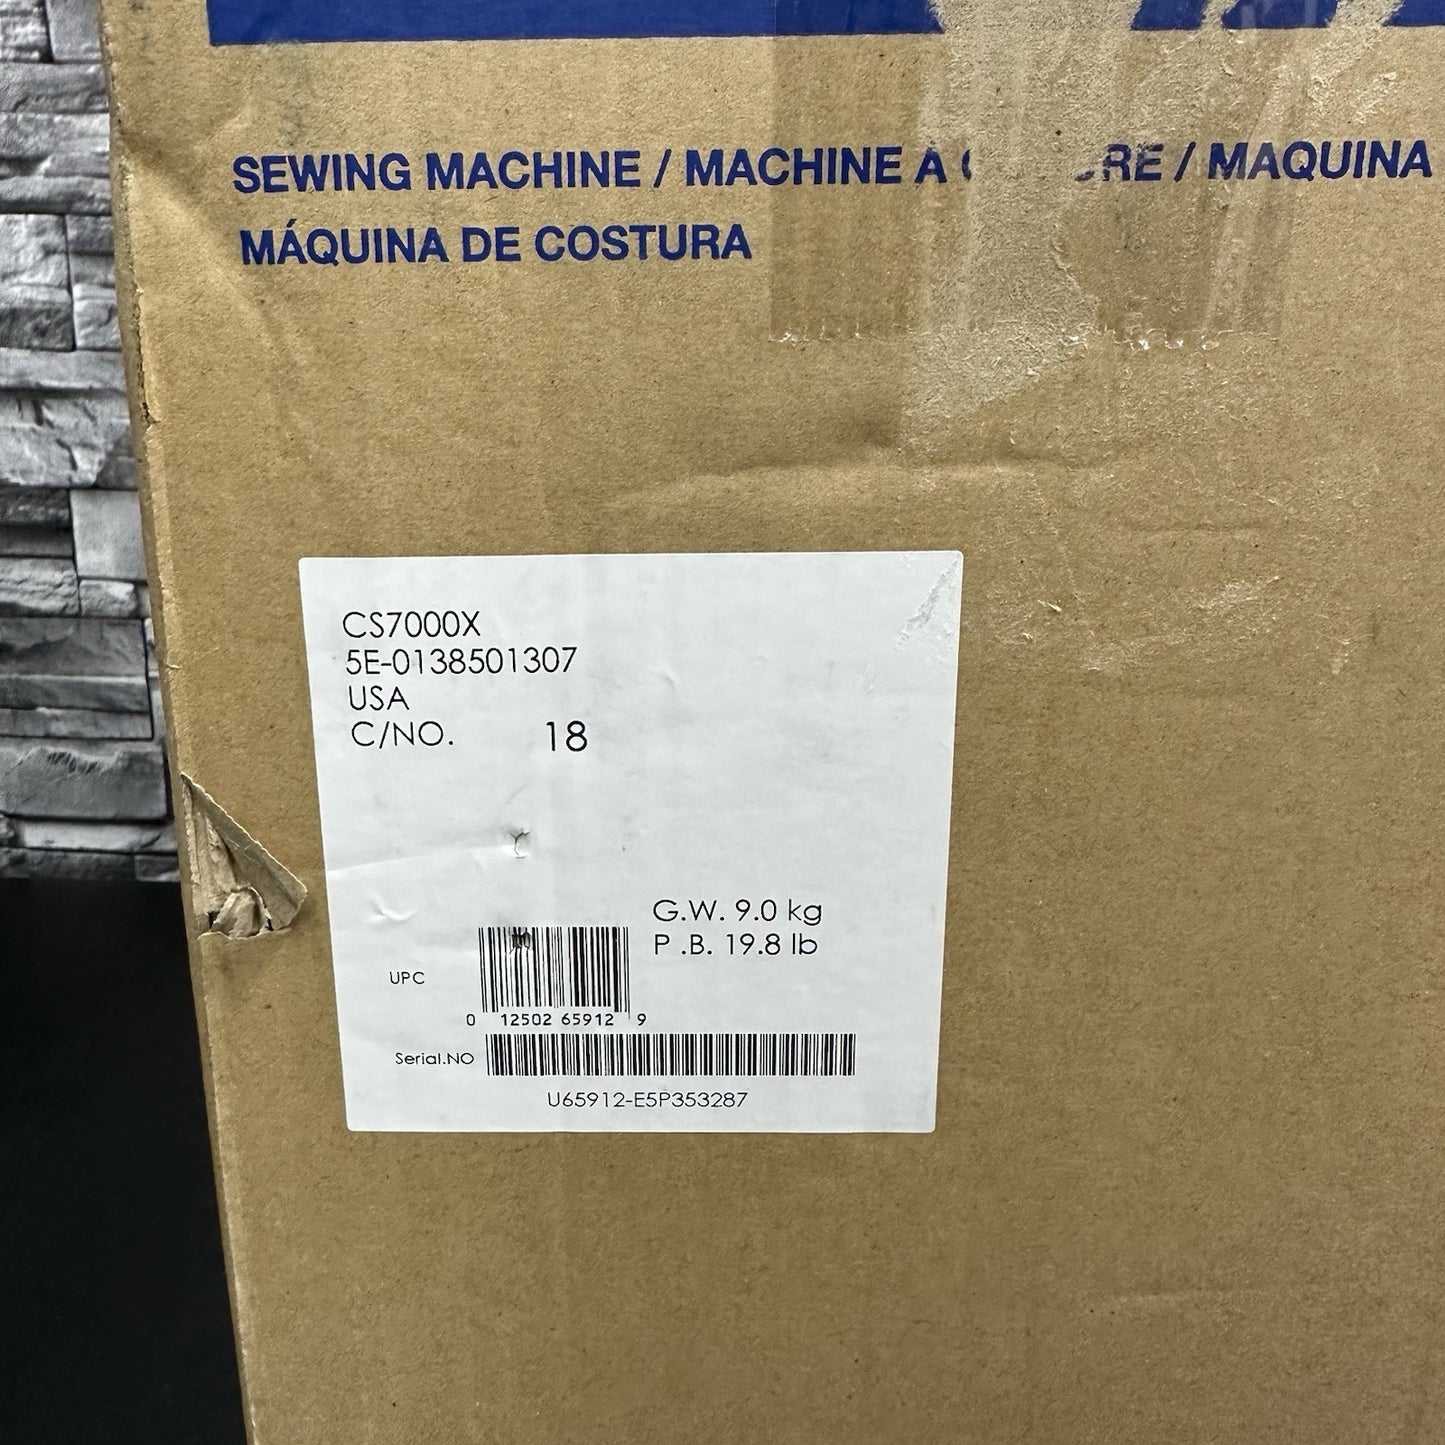 SEWING MACHINE / MACHINE A / MAQUINA
MÁQUINA DE COSTURA
CS7000X
5E-0138501307
USA
C/NO. 18
G.W. 9.0 kg
P .B. 19.8 lb
UPC
0 12502 65912 9
Serial.NO
U65912-E5P353287